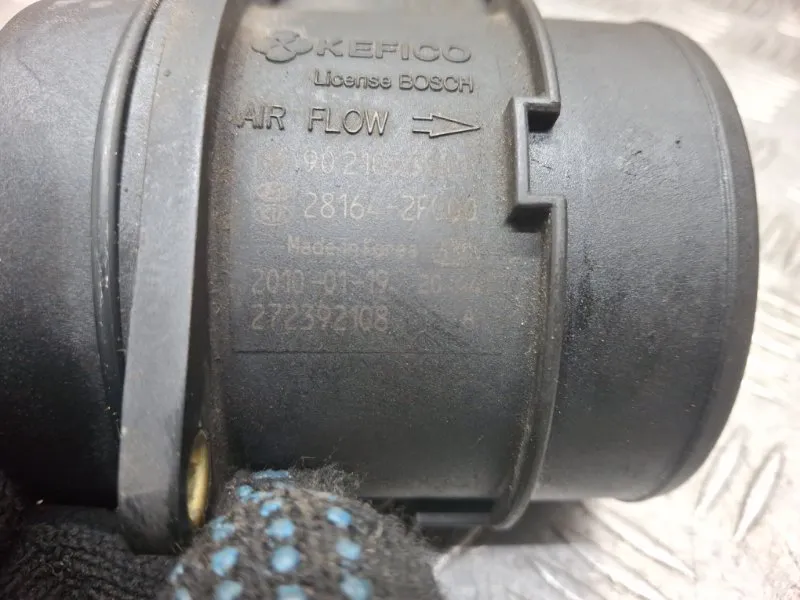 KEFICO
License BOSCH
AIR FLOW
28164-2F000
Made in Korea
2010-01-19
272392108 A